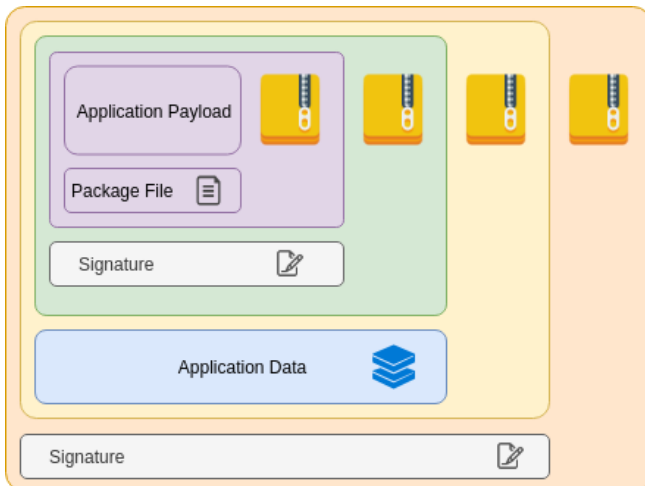 Application Payload
Package File
Signature
Application Data
Signature